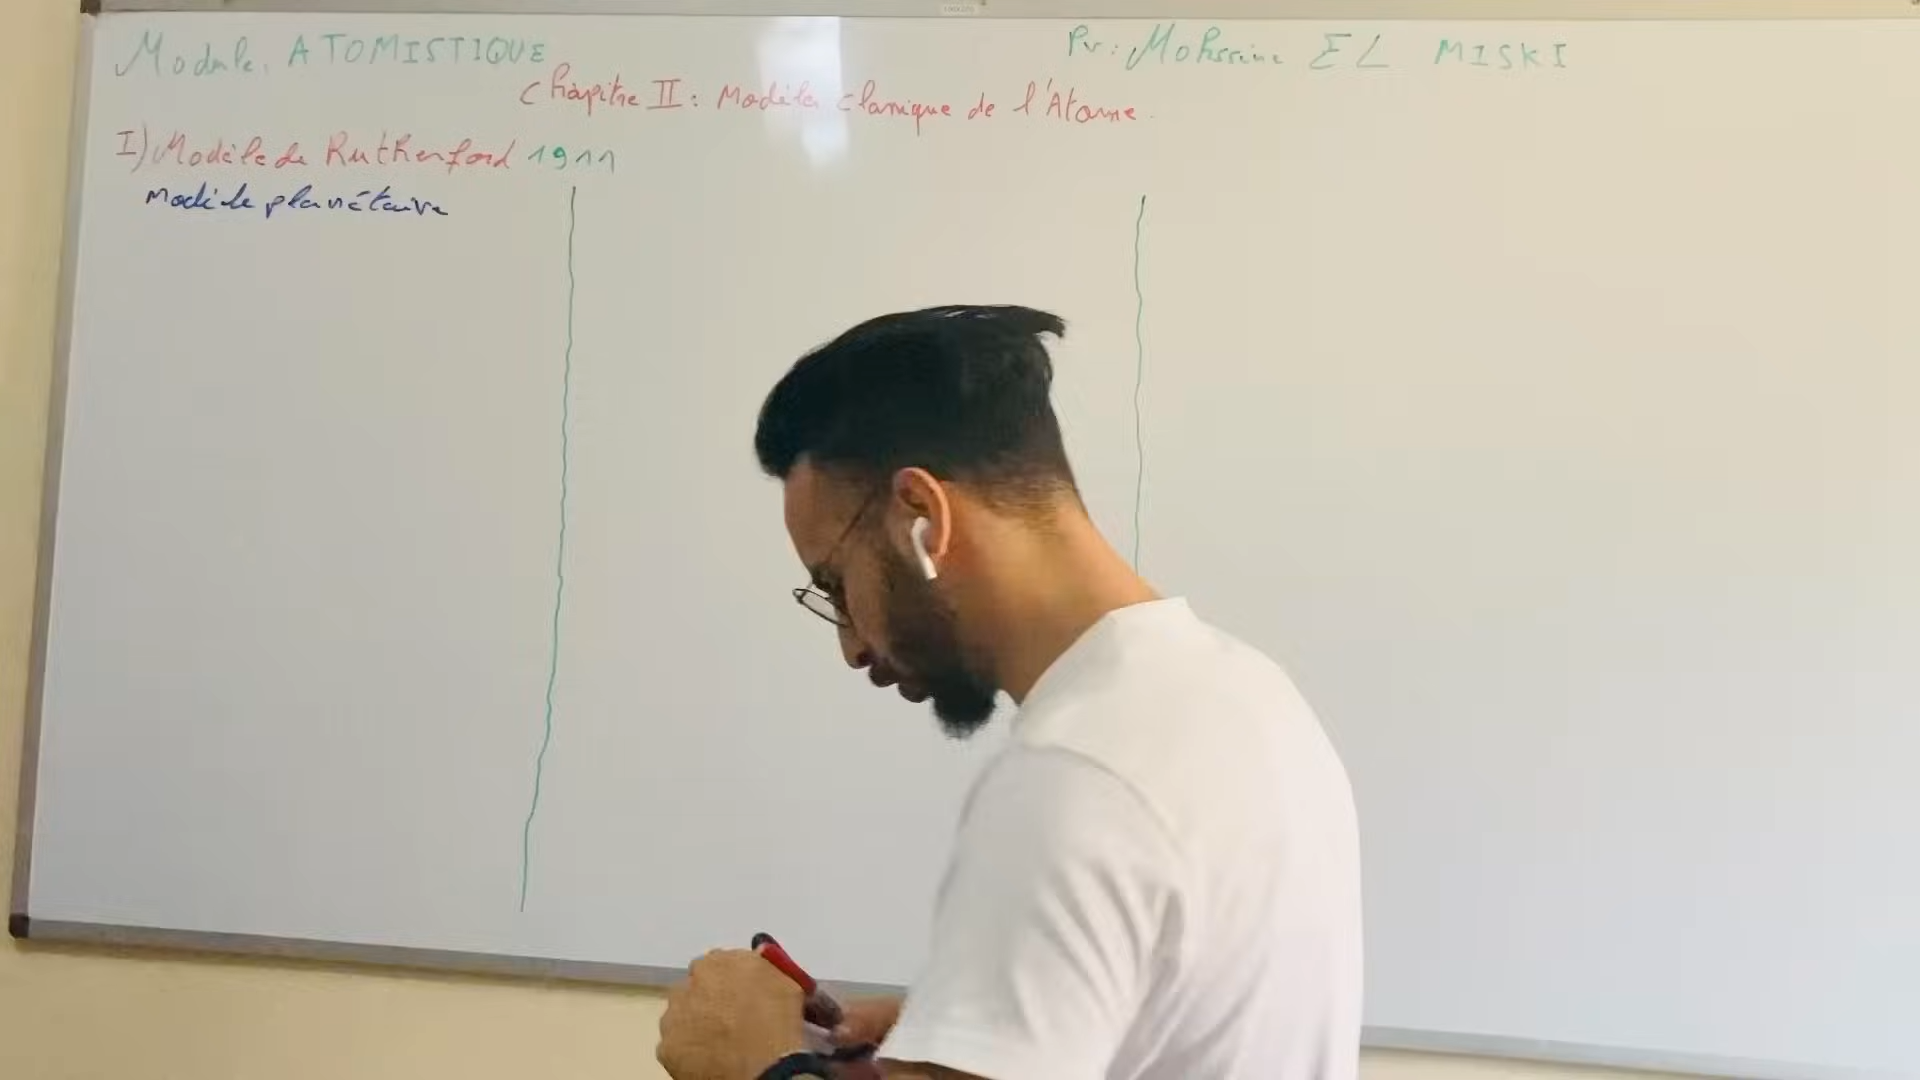 Module. ATOMISTIQUE
Pr: Mohssine EL MISKI
Chapitre II: Modèle classique de l'Atome.
I) Modèle de Rutherford 1911
Modèle planétaire